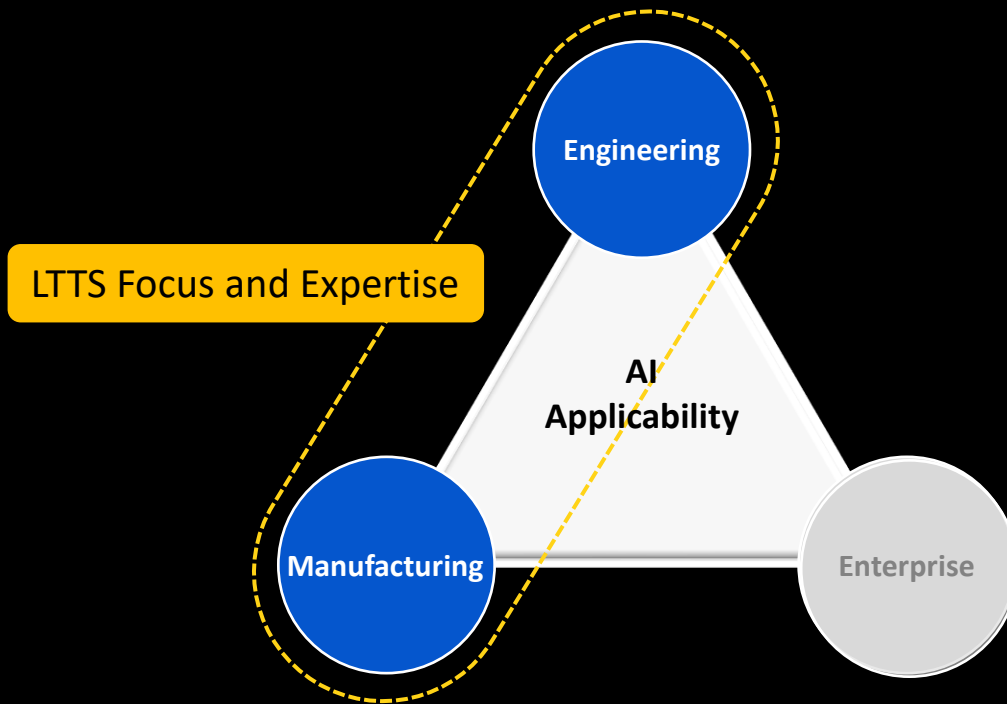 Engineering
LTTS Focus and Expertise
AI
Applicability
Manufacturing
Enterprise